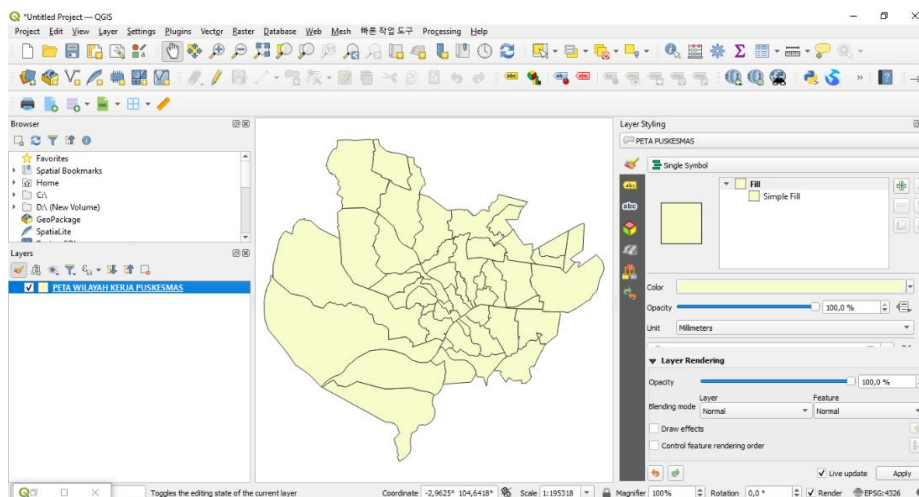 *Untitled Project — QGIS
Project Edit View Layer Settings Plugins Vector Raster Database Web Mesh 빠른 작업 도구 Processing Help
Browser
Favorites
Spatial Bookmarks
Home
C:\
D:\ (New Volume)
GeoPackage
SpatiaLite
Layers
PETA WILAYAH KERJA PUSKESMAS
Layer Styling
PETA PUSKESMAS
Single Symbol
Fill
Simple Fill
Color
Opacity 100,0 %
Unit Millimeters
Layer Rendering
Opacity 100,0 %
Layer Feature
Blending mode Normal Normal
Draw effects
Control feature rendering order
Live update Apply
Toggles the editing state of the current layer Coordinate -2,9625° 104,6418° Scale 1:195318 Magnifier 100% Rotation 0,0 ° Render EPSG:4326